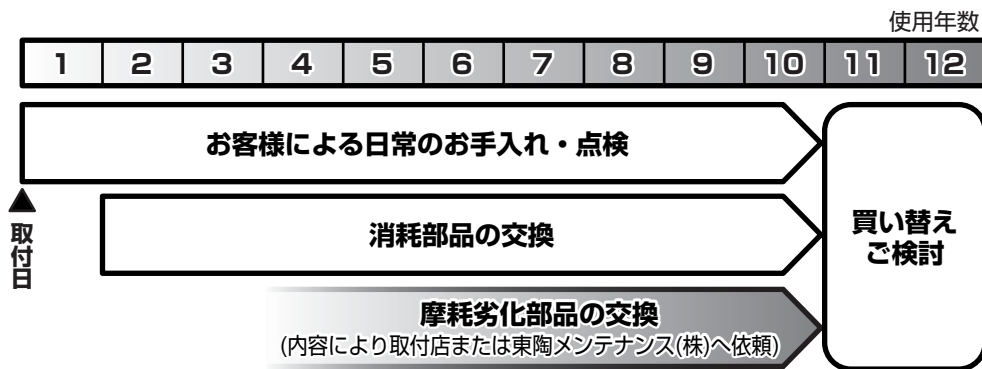 使用年数
1 2 3 4 5 6 7 8 9 10 11 12
お客様による日常のお手入れ・点検
取付日
消耗部品の交換
買い替え
ご検討
摩耗劣化部品の交換
(内容により取付店または東陶メンテナンス(株)へ依頼)